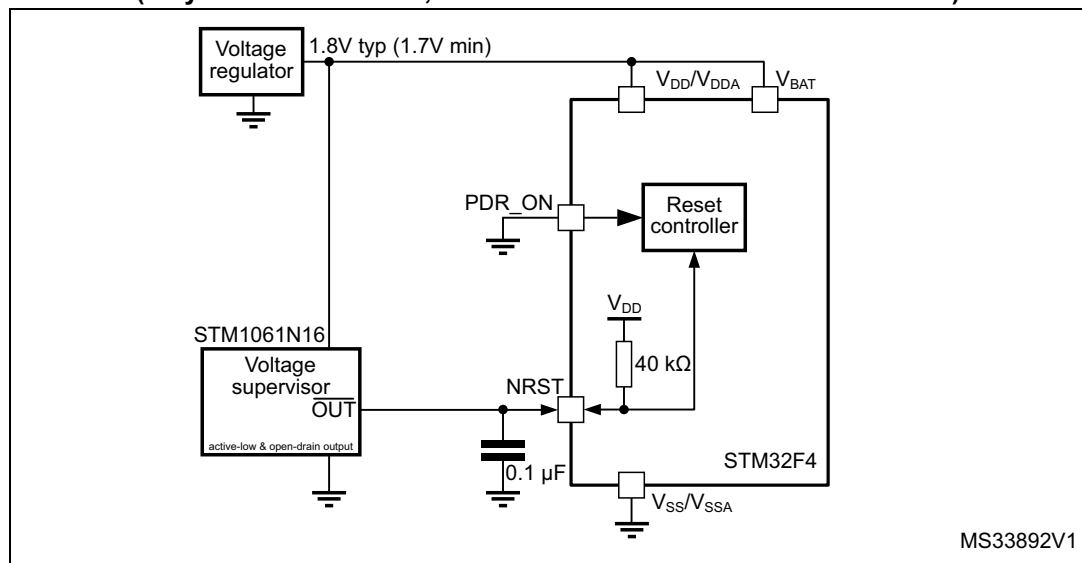 Voltage
regulator
1.8V typ (1.7V min)
VDD/VDDA
VBAT
PDR_ON
Reset
controller
VDD
STM1061N16
Voltage
supervisor
OUT
active-low & open-drain output
40 kΩ
NRST
0.1 µF
STM32F4
VSS/VSSA
MS33892V1